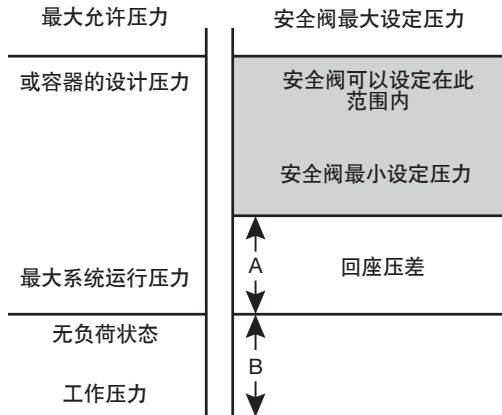 最大允许压力
或容器的设计压力
最大系统运行压力
无负荷状态
工作压力
安全阀最大设定压力
安全阀可以设定在此
范围内
安全阀最小设定压力
A
回座压差
B